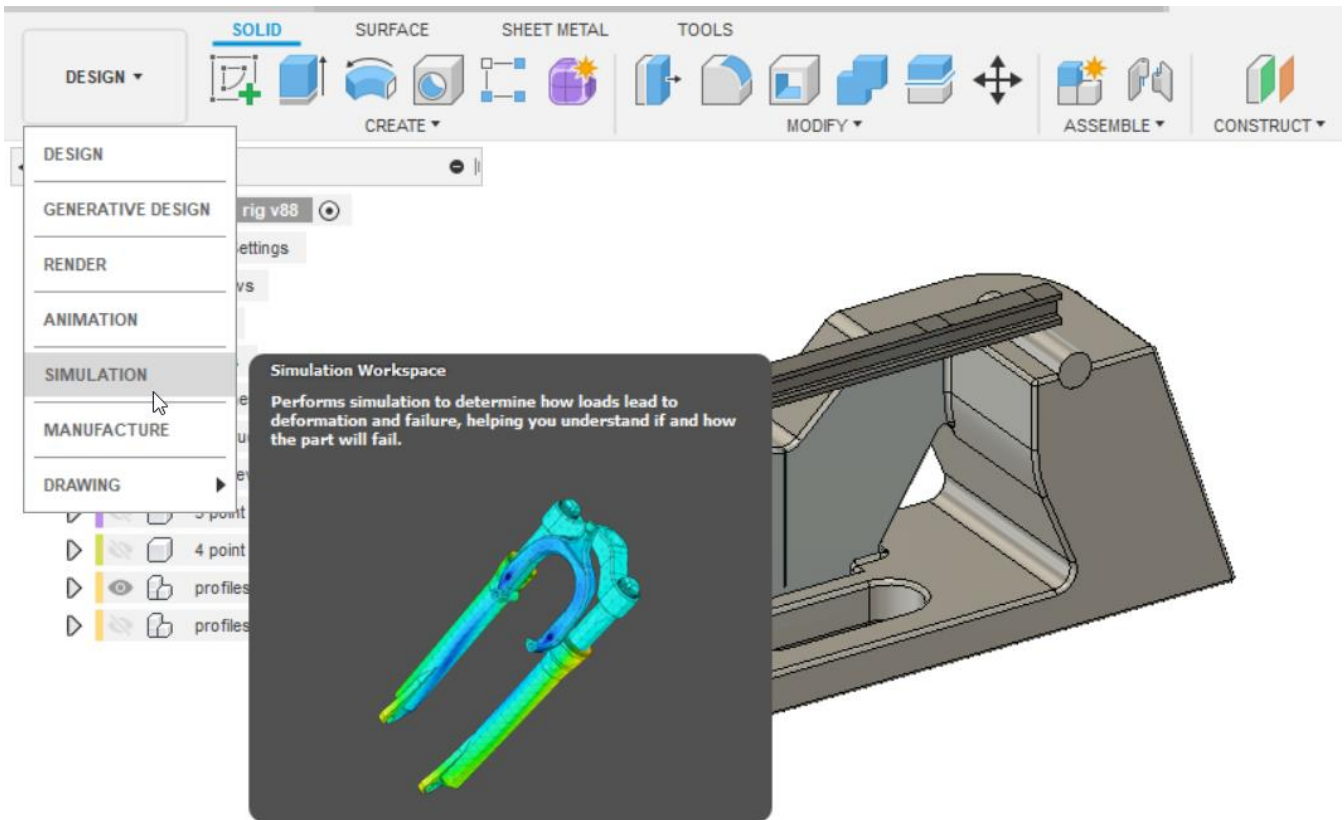 SOLID SURFACE SHEET METAL TOOLS
DESIGN
CREATE MODIFY ASSEMBLE CONSTRUCT
DESIGN
GENERATIVE DESIGN
rig v88
RENDER
ANIMATION
SIMULATION
MANUFACTURE
DRAWING
Simulation Workspace
Performs simulation to determine how loads lead to
deformation and failure, helping you understand if and how
the part will fail.
point
4 point
profiles
profiles